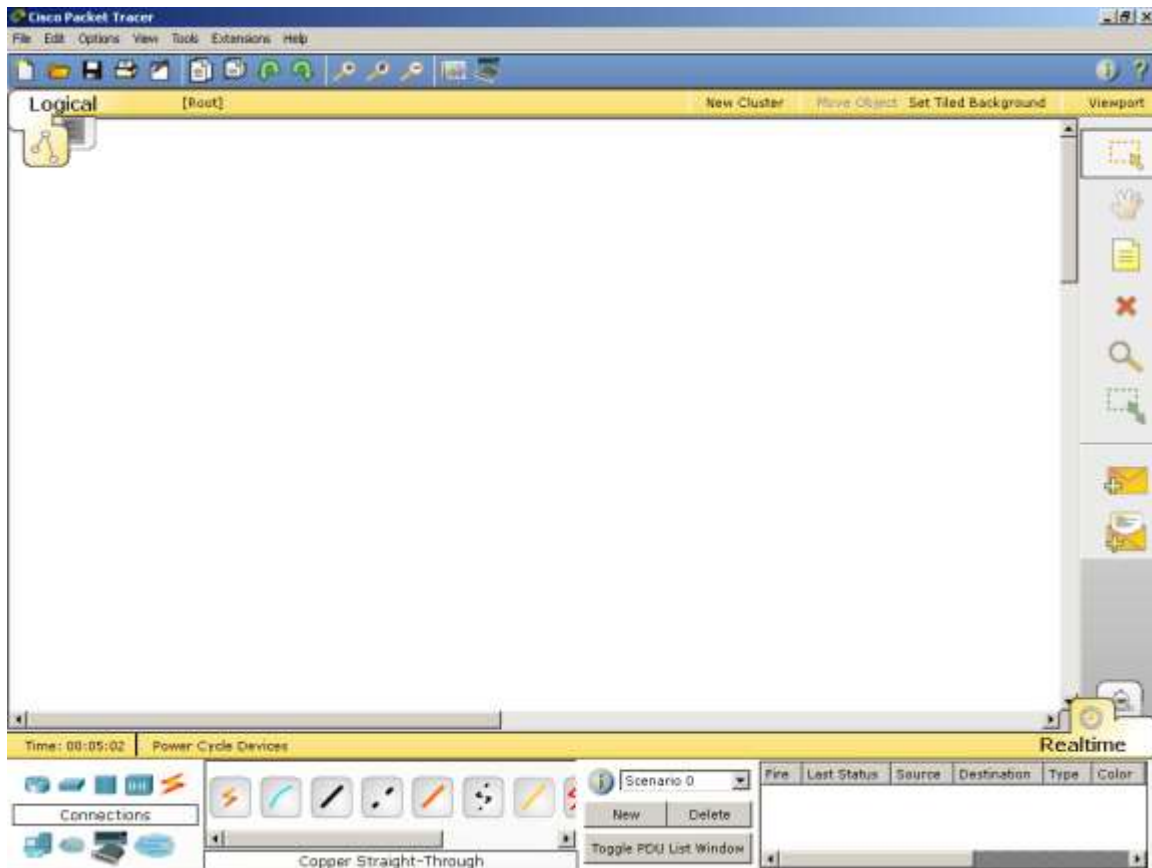 Cisco Packet Tracer
File Edit Options View Tools Extensions Help
Logical [Root] New Cluster Move Object Set Tiled Background Viewport
Time: 00:05:02 Power Cycle Devices Realtime
Connections
Copper Straight-Through
Scenario 0
New Delete
Toggle PDU List Window
Fire Last Status Source Destination Type Color